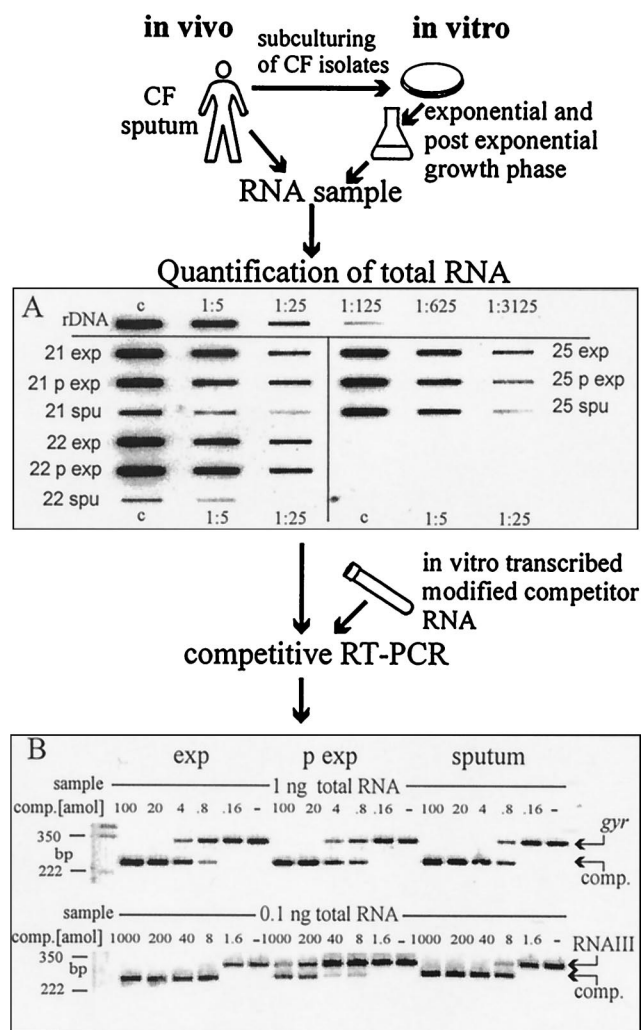 in vivo
in vitro
subculturing
of CF isolates
CF
sputum
exponential and
post exponential
growth phase
RNA sample
Quantification of total RNA
A
c 1:5 1:25 1:125 1:625 1:3125
rDNA
21 exp
25 exp
21 p exp
25 p exp
21 spu
25 spu
22 exp
22 p exp
22 spu
c 1:5 1:25 c 1:5 1:25
in vitro transcribed
modified competitor
RNA
competitive RT-PCR
B
exp p exp sputum
sample 1 ng total RNA
comp.[amol] 100 20 4 .8 .16 – 100 20 4 .8 .16 – 100 20 4 .8 .16 –
350
gyr
bp
222
comp.
sample 0.1 ng total RNA
comp.[amol] 1000 200 40 8 1.6 – 1000 200 40 8 1.6 – 1000 200 40 8 1.6 –
RNAIII
350
bp
222
comp.